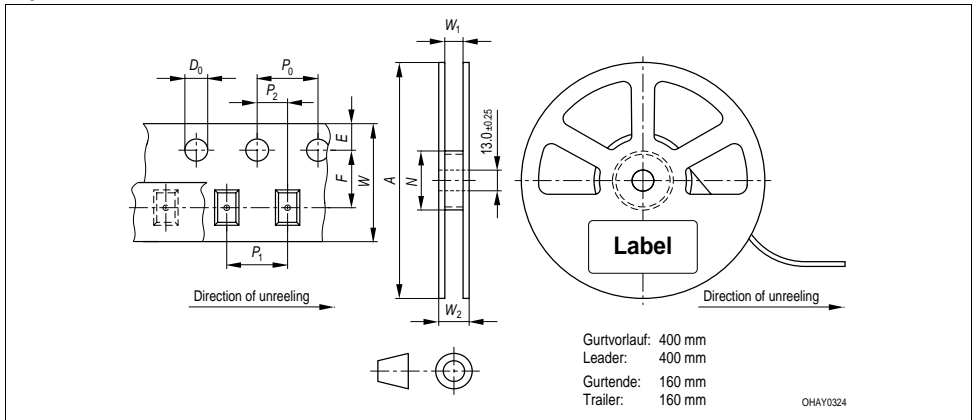 W1
D0
P0
P2
E
F
W
A
N
13.0 ±0.25
P1
W2
Label
Direction of unreeling
Direction of unreeling
Gurtvorlauf: 400 mm
Leader: 400 mm
Gurtende: 160 mm
Trailer: 160 mm
OHAY0324